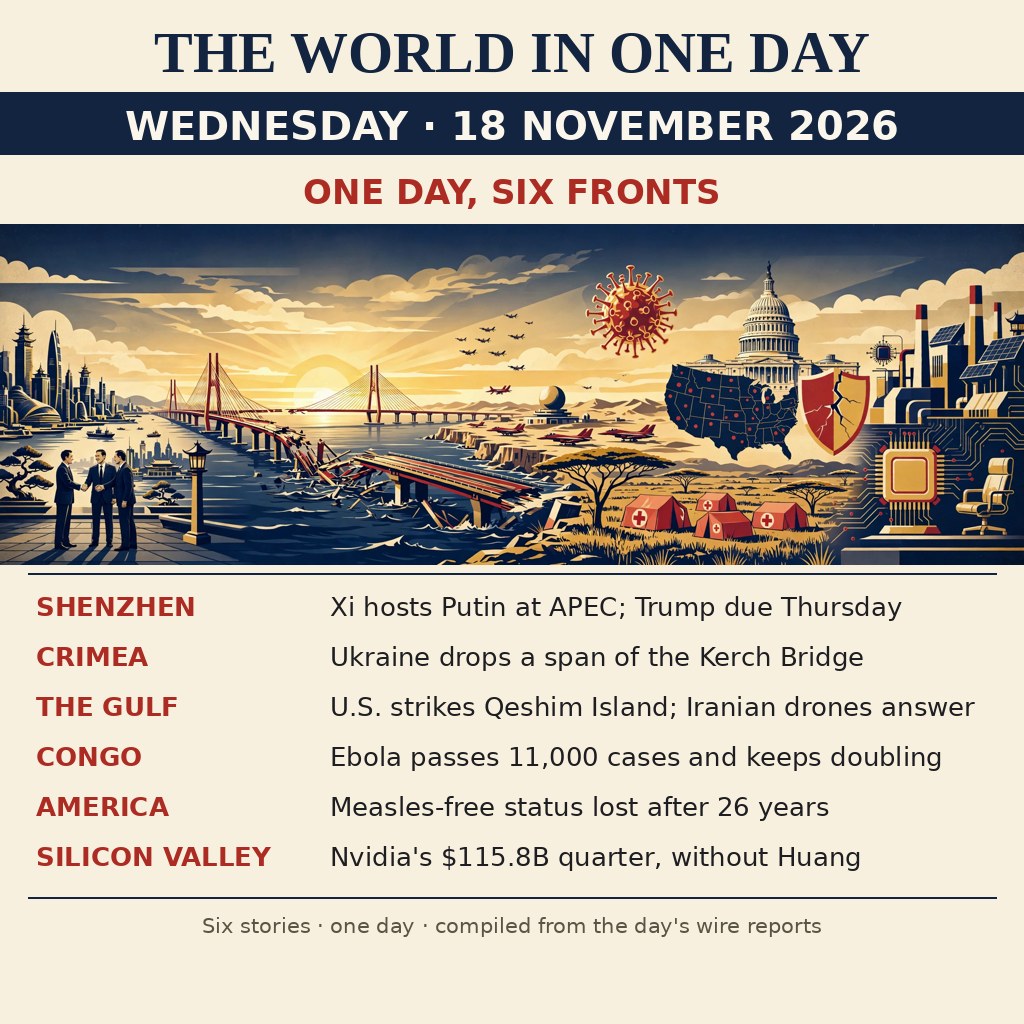 THE WORLD IN ONE DAY
WEDNESDAY · 18 NOVEMBER 2026
ONE DAY, SIX FRONTS
SHENZHEN Xi hosts Putin at APEC; Trump due Thursday
CRIMEA Ukraine drops a span of the Kerch Bridge
THE GULF U.S. strikes Qeshim Island; Iranian drones answer
CONGO Ebola passes 11,000 cases and keeps doubling
AMERICA Measles-free status lost after 26 years
SILICON VALLEY Nvidia's $115.8B quarter, without Huang
Six stories · one day · compiled from the day's wire reports